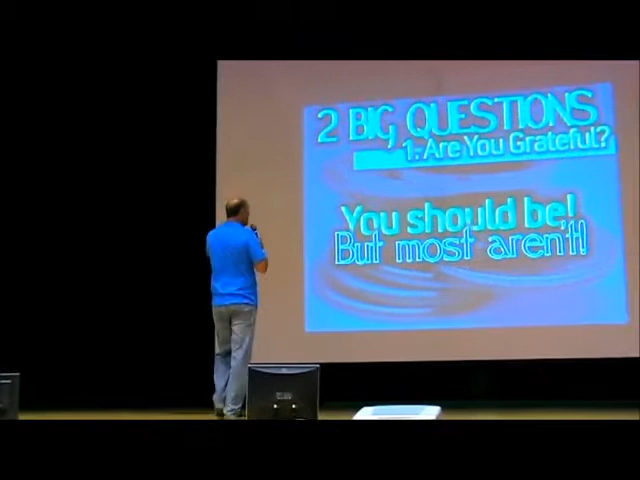 2 BIG QUESTIONS
1. Are You Grateful?
You should be!
But most aren't!